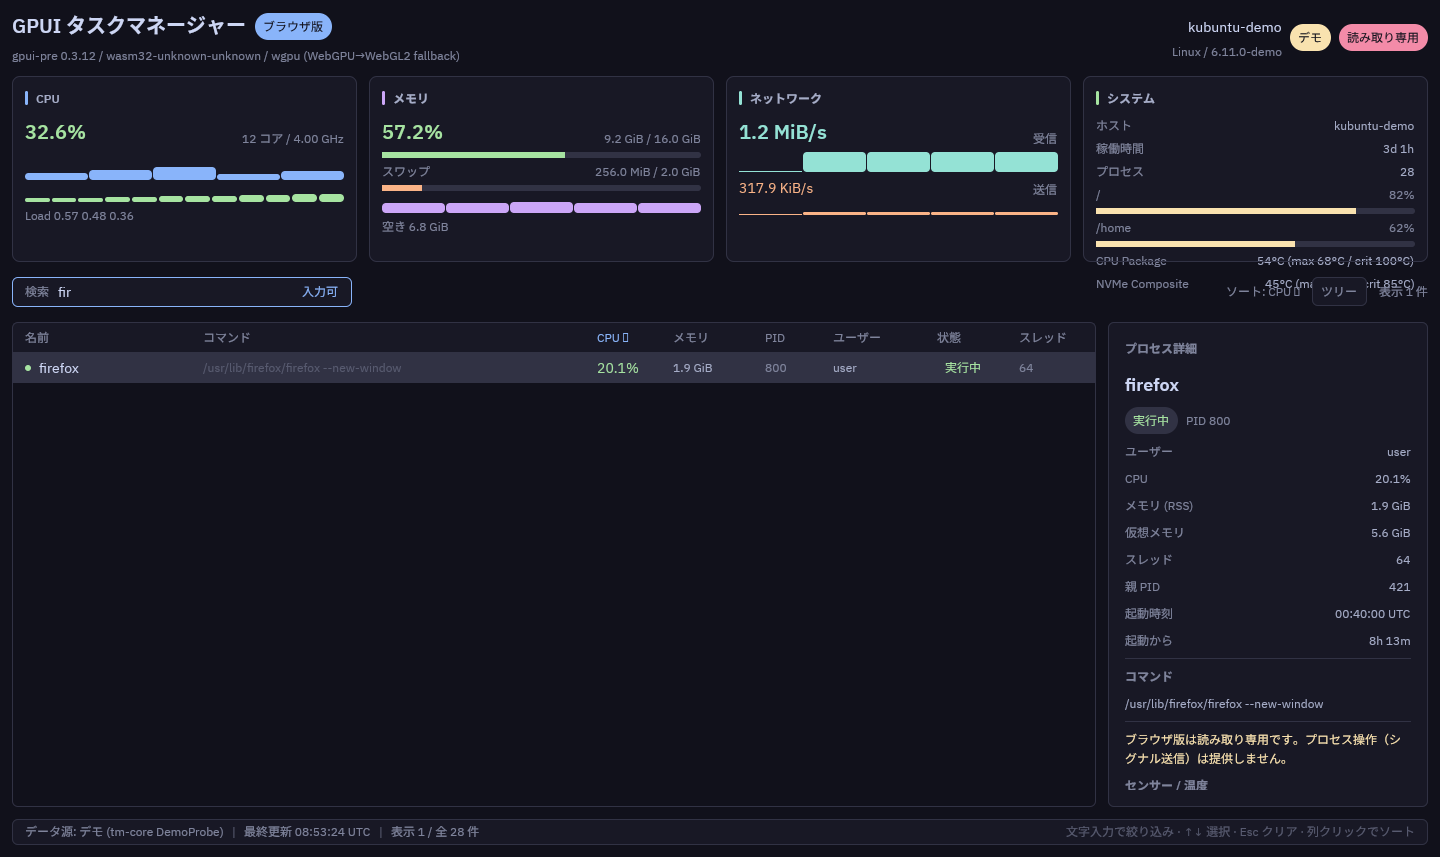 GPUI タスクマネージャー ブラウザ版
gpui-pre 0.3.12 / wasm32-unknown-unknown / wgpu (WebGPU→WebGL2 fallback)
kubuntu-demo
Linux / 6.11.0-demo
デモ 読み取り専用
CPU
32.6% 12 コア / 4.00 GHz
Load 0.57 0.48 0.36
メモリ
57.2% 9.2 GiB / 16.0 GiB
スワップ 256.0 MiB / 2.0 GiB
空き 6.8 GiB
ネットワーク
1.2 MiB/s 受信
317.9 KiB/s 送信
システム
ホスト kubuntu-demo
稼働時間 3d 1h
プロセス 28
/ 82%
/home 62%
CPU Package 54°C (max 68°C / crit 100°C)
NVMe Composite 45°C (ma crit 85°C)
検索 fir 入力可
ソート: CPU ツリー 表示 1 件
名前 コマンド CPU メモリ PID ユーザー 状態 スレッド
firefox /usr/lib/firefox/firefox --new-window 20.1% 1.9 GiB 800 user 実行中 64
プロセス詳細
firefox
実行中 PID 800
ユーザー user
CPU 20.1%
メモリ (RSS) 1.9 GiB
仮想メモリ 5.6 GiB
スレッド 64
親 PID 421
起動時刻 00:40:00 UTC
起動から 8h 13m
コマンド
/usr/lib/firefox/firefox --new-window
ブラウザ版は読み取り専用です。プロセス操作（シ
グナル送信）は提供しません。
センサー / 温度
データ源: デモ (tm-core DemoProbe) | 最終更新 08:53:24 UTC | 表示 1 / 全 28 件
文字入力で絞り込み · ↑↓ 選択 · Esc クリア · 列クリックでソート